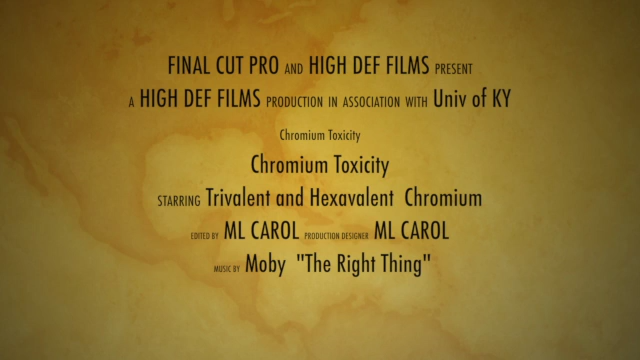 FINAL CUT PRO AND HIGH DEF FILMS PRESENT
A HIGH DEF FILMS PRODUCTION IN ASSOCIATION WITH Univ of KY
Chromium Toxicity
Chromium Toxicity
STARRING Trivalent and Hexavalent Chromium
EDITED BY ML CAROL PRODUCTION DESIGNER ML CAROL
MUSIC BY Moby "The Right Thing"